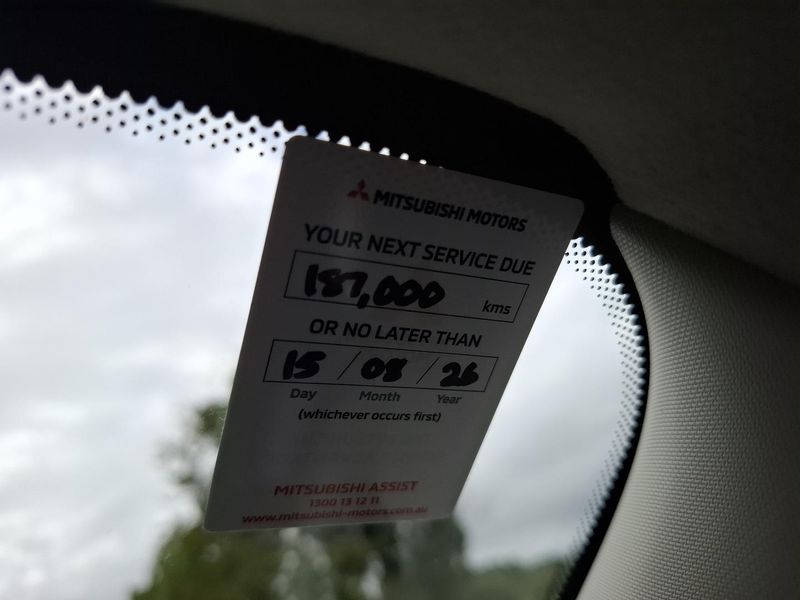 MITSUBISHI MOTORS
YOUR NEXT SERVICE DUE
187,000 kms
OR NO LATER THAN
15 / 08 / 26
Day Month Year
(whichever occurs first)
MITSUBISHI ASSIST
1300 13 12 11
www.mitsubishi-motors.com.au